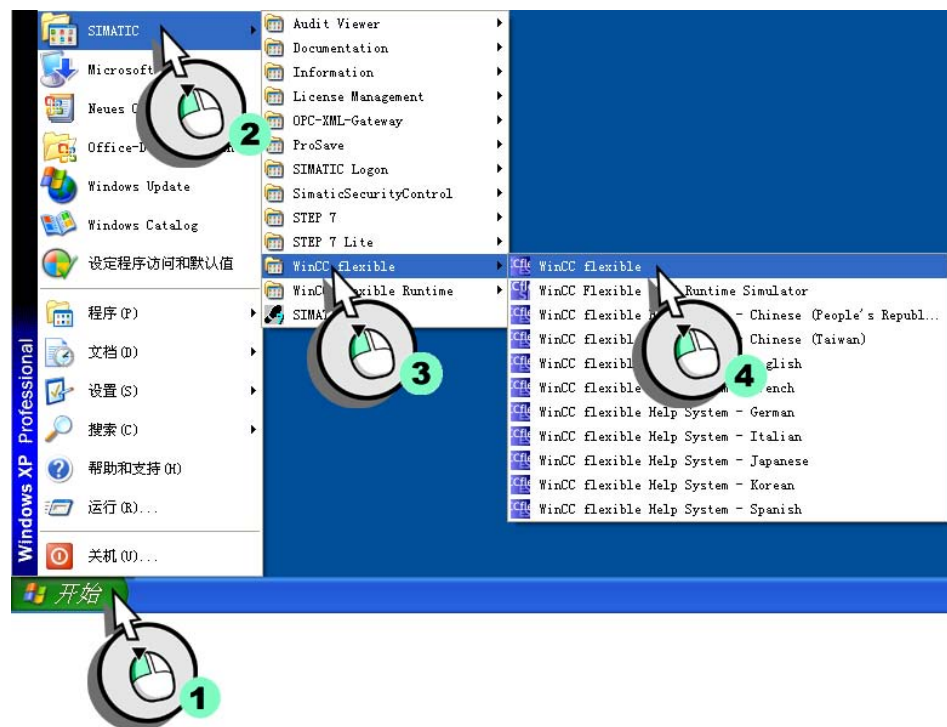 SIMATIC
Microsoft
Neues
Office-D
Windows Update
Windows Catalog
设定程序访问和默认值
程序(P)
文档(D)
设置(S)
搜索(C)
帮助和支持(H)
运行(R)...
关机(U)...
Windows XP Professional
开始
Audit Viewer
Documentation
Information
License Management
OPC-XML-Gateway
ProSave
SIMATIC Logon
SimaticSecurityControl
STEP 7
STEP 7 Lite
WinCC flexible
WinCC flexible Runtime
SIMAT
WinCC flexible
WinCC Flexible Runtime Simulator
WinCC flexible He - Chinese (People's Republ...
WinCC flexibl Chinese (Taiwan)
WinCC flexibl glish
WinCC flexible rench
WinCC flexible Help System - German
WinCC flexible Help System - Italian
WinCC flexible Help System - Japanese
WinCC flexible Help System - Korean
WinCC flexible Help System - Spanish
1
2
3
4